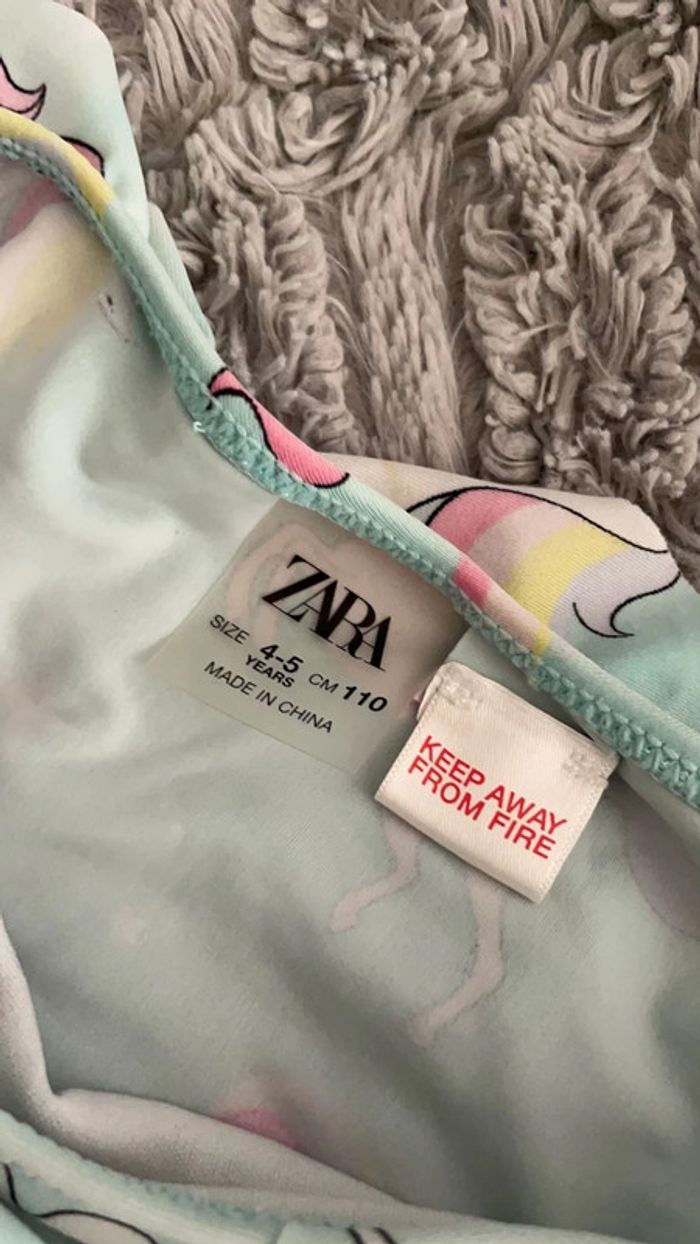 ZARA
SIZE 4-5 CM 110
YEARS
MADE IN CHINA
KEEP AWAY
FROM FIRE